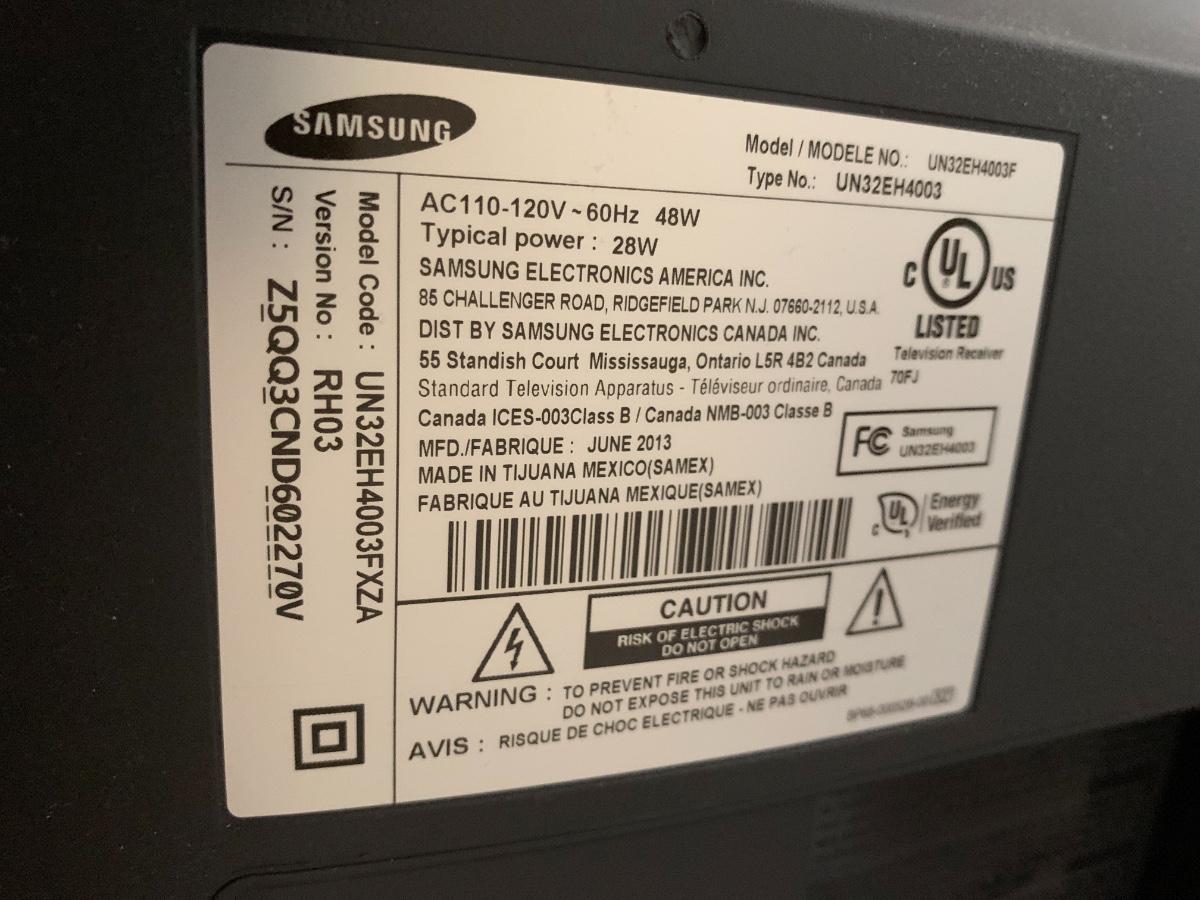 SAMSUNG
Model / MODELE NO.: UN32EH4003F
Type No.: UN32EH4003
Model Code : UN32EH4003FXZA
Version No : RH03
S/N : Z5QQ3CND602270V
AC110-120V ~ 60Hz 48W
Typical power : 28W
SAMSUNG ELECTRONICS AMERICA INC.
85 CHALLENGER ROAD, RIDGEFIELD PARK N.J. 07660-2112, U.S.A.
DIST BY SAMSUNG ELECTRONICS CANADA INC.
55 Standish Court Mississauga, Ontario L5R 4B2 Canada
Standard Television Apparatus - Téléviseur ordinaire, Canada
Canada ICES-003Class B / Canada NMB-003 Classe B
MFD./FABRIQUE : JUNE 2013
MADE IN TIJUANA MEXICO(SAMEX)
FABRIQUE AU TIJUANA MEXIQUE(SAMEX)
C UL ® US
LISTED
Television Receiver
70FJ
FC Samsung
UN32EH4003
C UL Energy
Verified
CAUTION
RISK OF ELECTRIC SHOCK
DO NOT OPEN
WARNING : TO PREVENT FIRE OR SHOCK HAZARD
DO NOT EXPOSE THIS UNIT TO RAIN OR MOISTURE
AVIS : RISQUE DE CHOC ELECTRIQUE - NE PAS OUVRIR